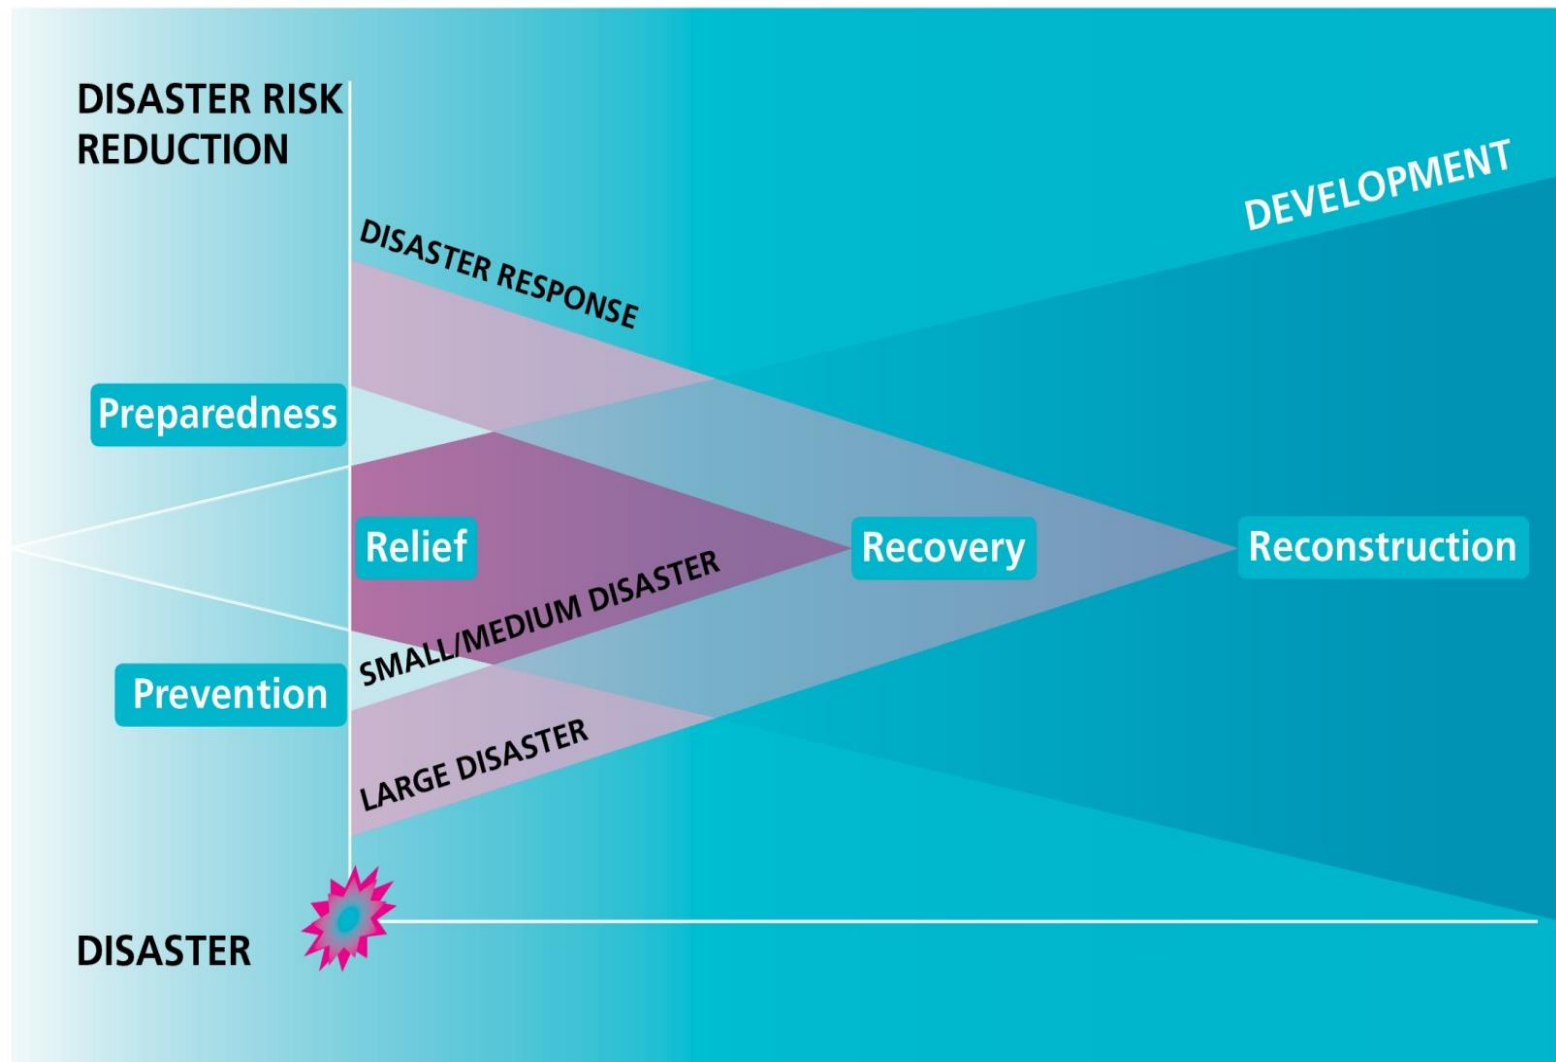 DISASTER RISK
REDUCTION
DEVELOPMENT
DISASTER RESPONSE
Preparedness
Relief
Recovery
Reconstruction
SMALL/MEDIUM DISASTER
Prevention
LARGE DISASTER
DISASTER